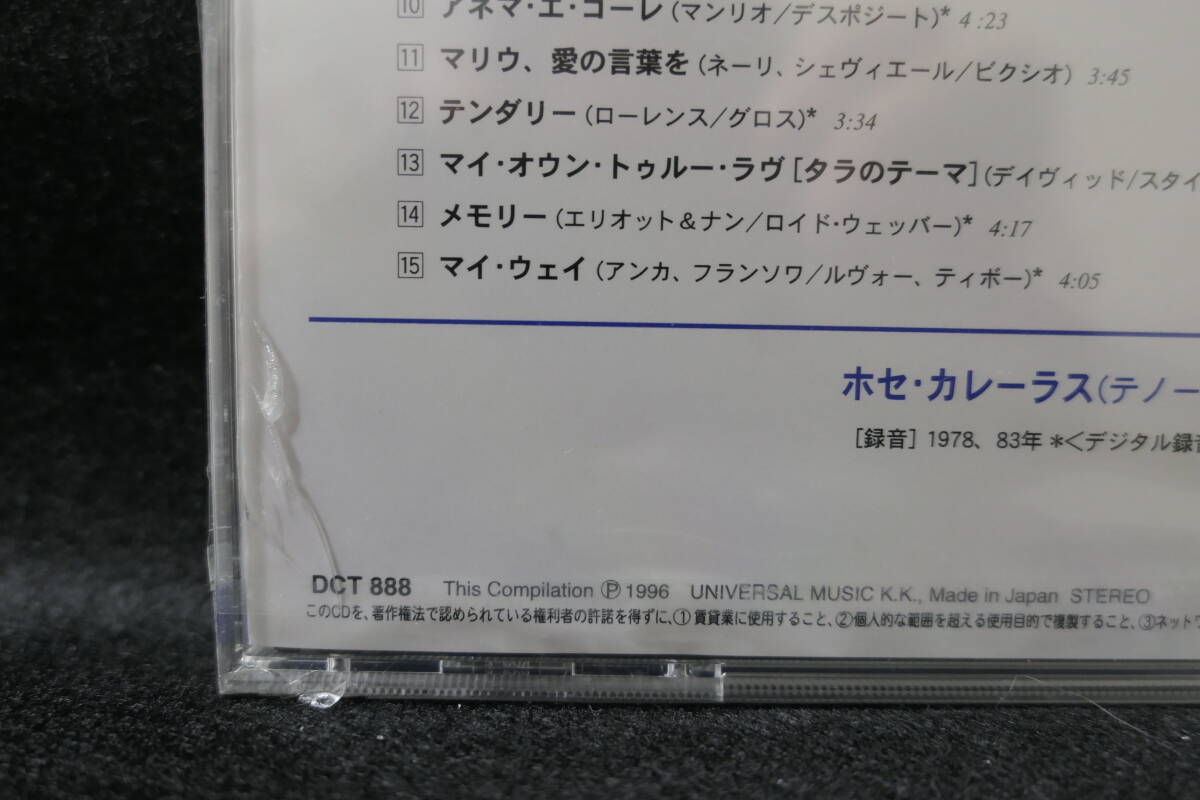 10 アネマ・エ・コーレ (マンリオ/デスポジート)* 4:23
11 マリウ、愛の言葉を (ネーリ、シェヴィエール/ビクシオ) 3:45
12 テンダリー (ローレンス/グロス)* 3:34
13 マイ・オウン・トゥルー・ラヴ [タラのテーマ] (デイヴィッド/スタイ
14 メモリー (エリオット＆ナン/ロイド・ウェッバー)* 4:17
15 マイ・ウェイ (アンカ、フランソワ/ルヴォー、ティボー)* 4:05
ホセ・カレーラス(テノー
[録音] 1978、83年 *<デジタル録音
DCT 888 This Compilation Ⓟ 1996 UNIVERSAL MUSIC K.K., Made in Japan STEREO
このCDを、著作権法で認められている権利者の許諾を得ずに、①賃貸業に使用すること、②個人的な範囲を超える使用目的で複製すること、③ネットワ